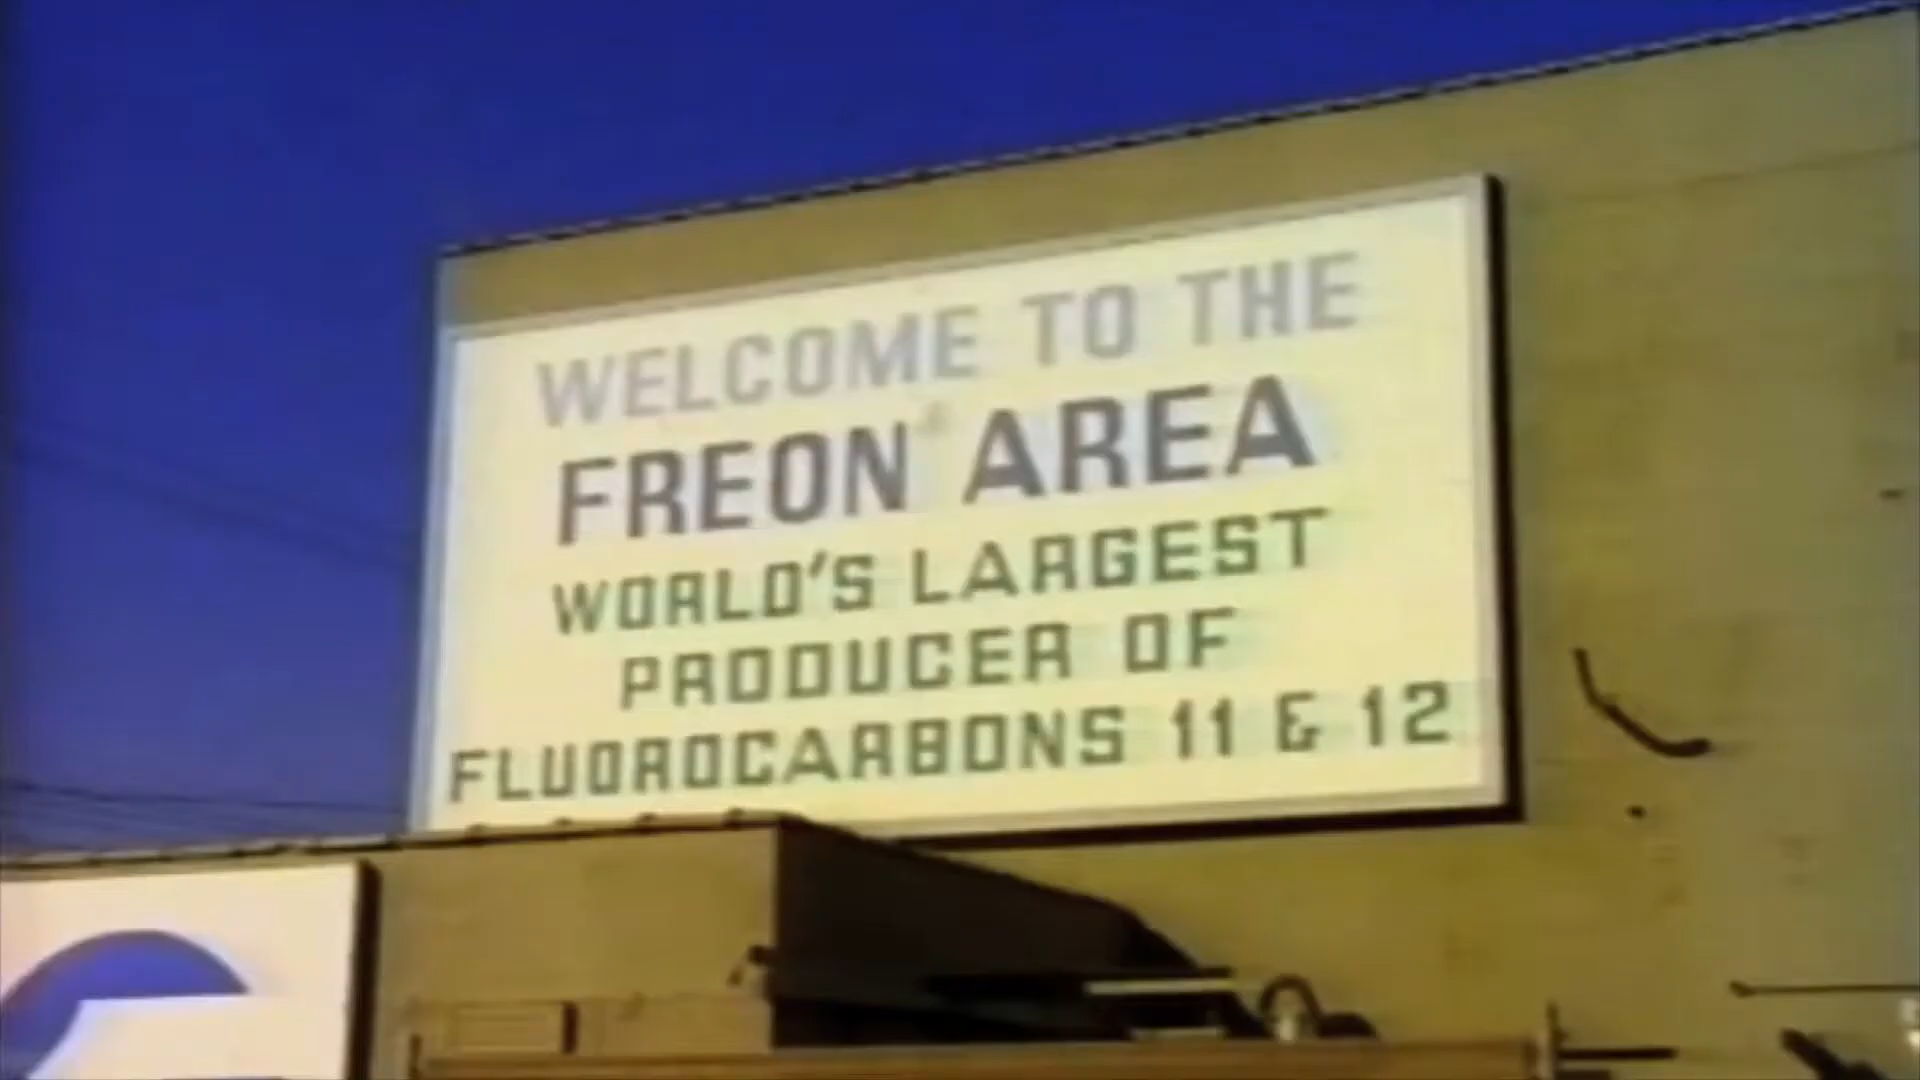 WELCOME TO THE
FREON® AREA
WORLD'S LARGEST
PRODUCER OF
FLUOROCARBONS 11 & 12